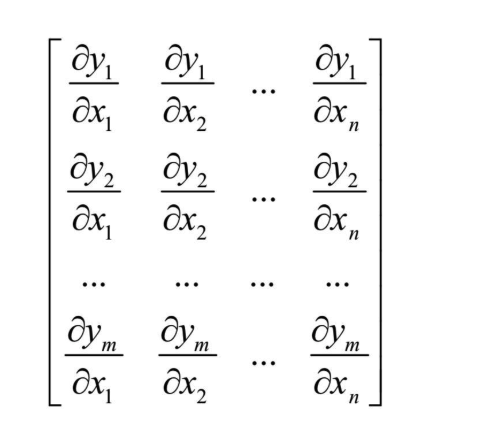 ∂y₁/∂x₁ ∂y₁/∂x₂ ... ∂y₁/∂xₙ
∂y₂/∂x₁ ∂y₂/∂x₂ ... ∂y₂/∂xₙ
... ... ... ...
∂yₘ/∂x₁ ∂yₘ/∂x₂ ... ∂yₘ/∂xₙ